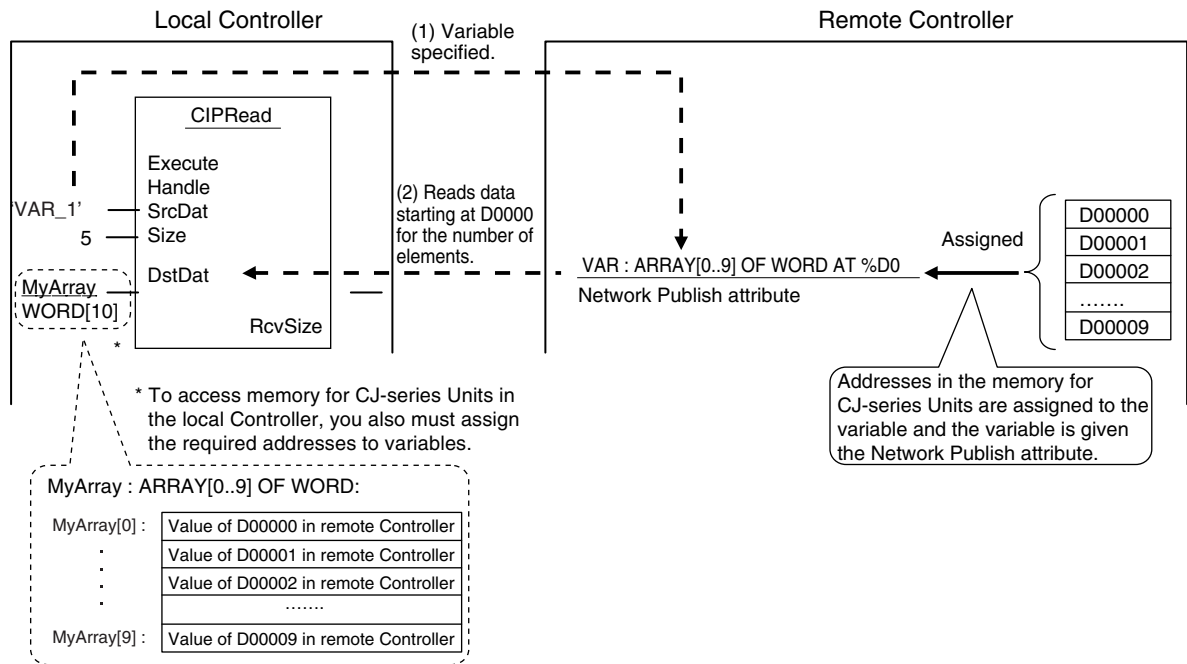 Local Controller
Remote Controller
(1) Variable
specified.
CIPRead
Execute
Handle
'VAR_1'
SrcDat
5
Size
DstDat
MyArray
WORD[10]
RcvSize
*
(2) Reads data
starting at D0000
for the number of
elements.
VAR : ARRAY[0..9] OF WORD AT %D0
Network Publish attribute
Assigned
D00000
D00001
D00002
.......
D00009
* To access memory for CJ-series Units in
the local Controller, you also must assign
the required addresses to variables.
Addresses in the memory for
CJ-series Units are assigned to the
variable and the variable is given
the Network Publish attribute.
MyArray : ARRAY[0..9] OF WORD:
MyArray[0] :
Value of D00000 in remote Controller
Value of D00001 in remote Controller
Value of D00002 in remote Controller
.......
MyArray[9] :
Value of D00009 in remote Controller